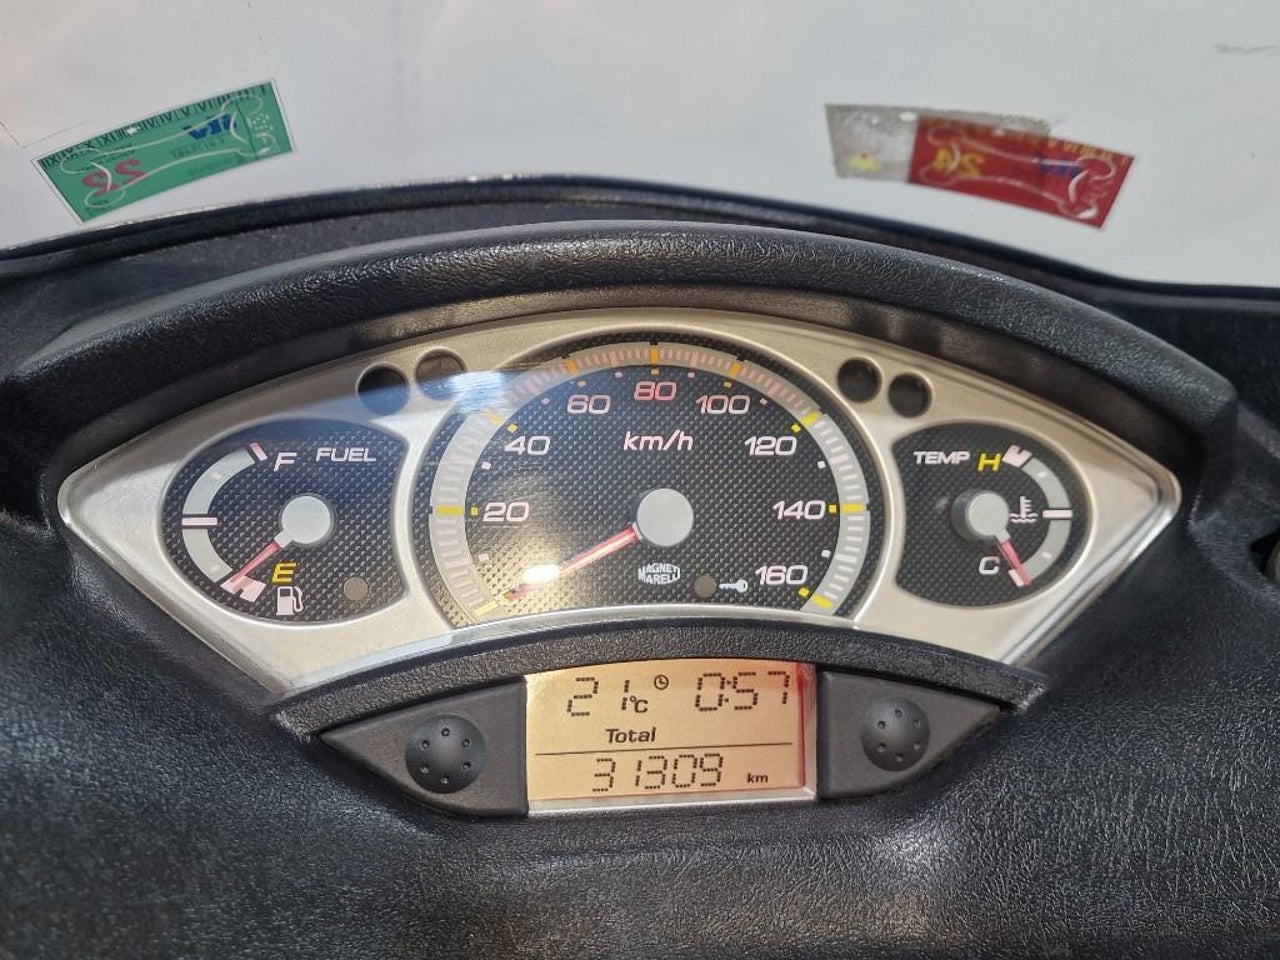 F FUEL
E
20
40
60
80
100
120
140
160
km/h
MAGNETI
MARELLI
TEMP H
C
21°C 0:57
Total
31309 km